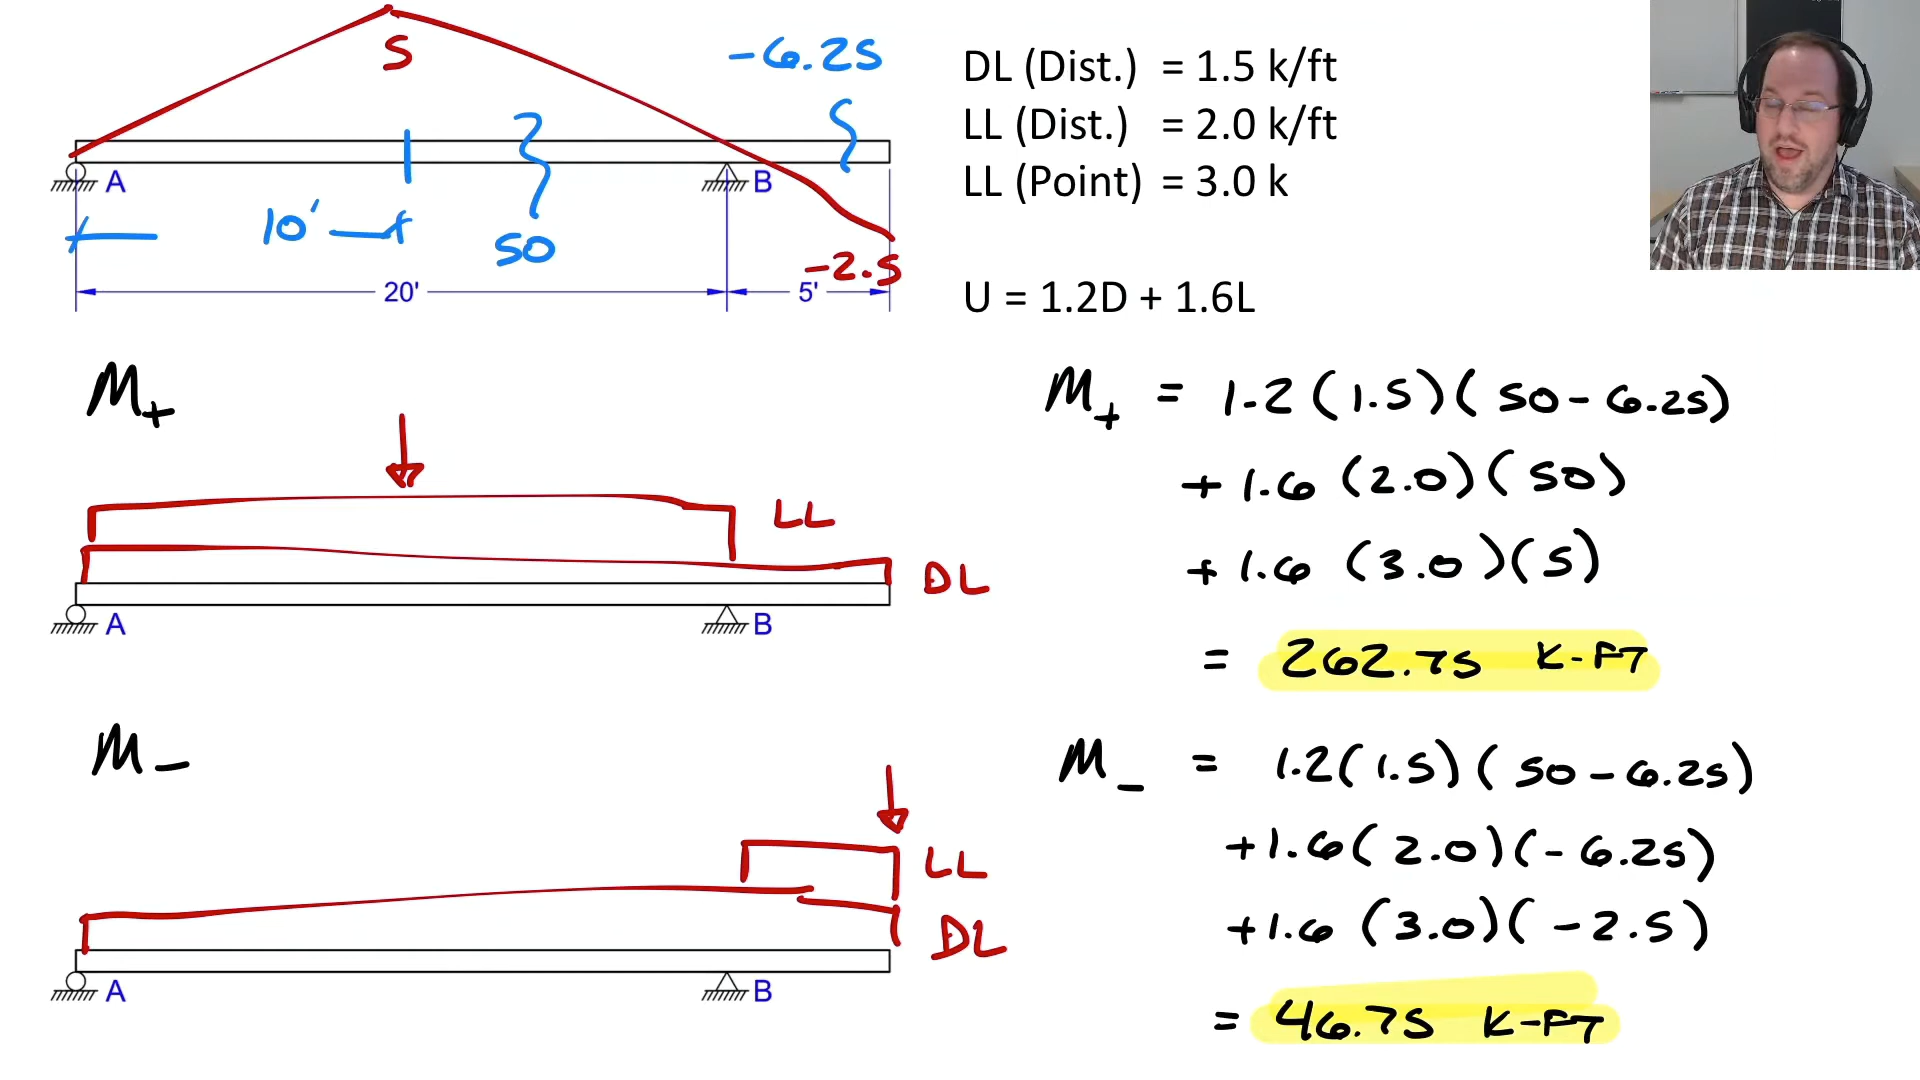 5
-6.25
A
B
10'
50
-2.5
20'
5'
DL (Dist.) = 1.5 k/ft
LL (Dist.) = 2.0 k/ft
LL (Point) = 3.0 k
U = 1.2D + 1.6L
M+
LL
DL
A
B
M+ = 1.2(1.5)(50-6.25)
+ 1.6 (2.0)(50)
+ 1.6 (3.0)(5)
= 262.75 K-FT
M-
LL
DL
A
B
M- = 1.2(1.5)(50-6.25)
+1.6(2.0)(-6.25)
+1.6 (3.0)(-2.5)
= 46.75 K-FT